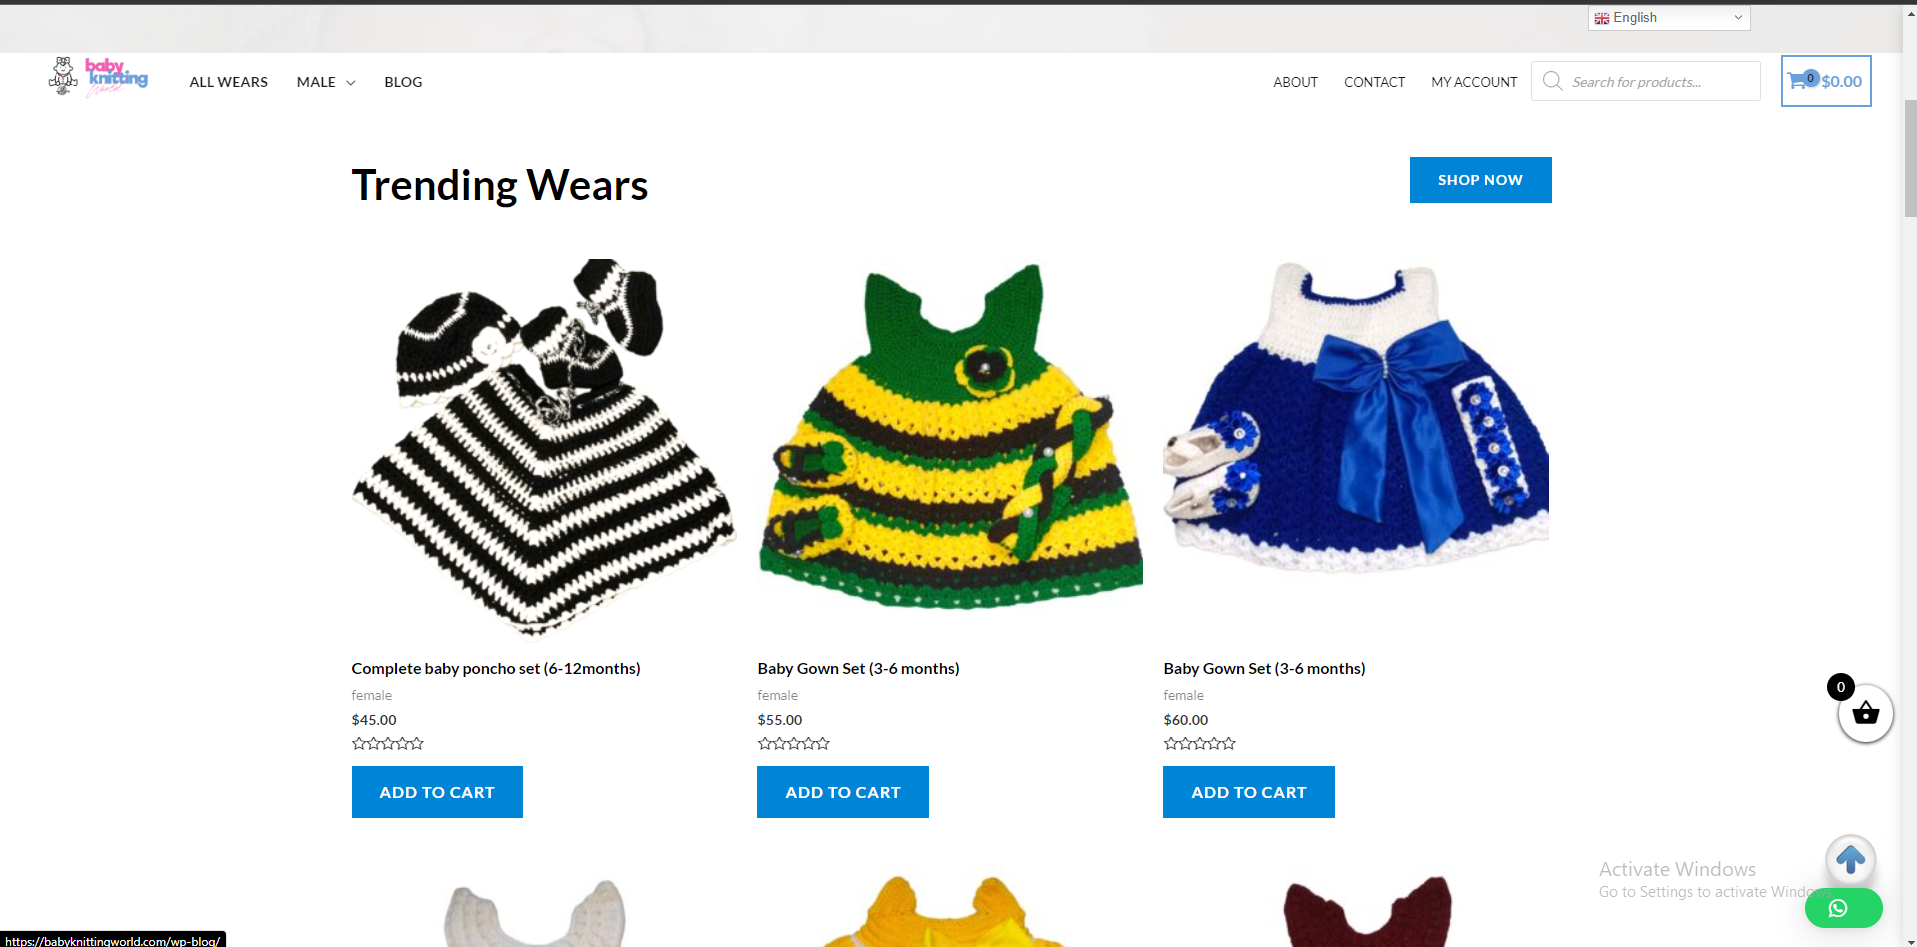 English
baby
knitting
World
ALL WEARS
MALE
BLOG
ABOUT
CONTACT
MY ACCOUNT
Search for products...
0
$0.00
Trending Wears
SHOP NOW
Complete baby poncho set (6-12months)
female
$45.00
ADD TO CART
Baby Gown Set (3-6 months)
female
$55.00
ADD TO CART
Baby Gown Set (3-6 months)
female
$60.00
ADD TO CART
0
Activate Windows
Go to Settings to activate Windows.
https://babyknittingworld.com/wp-blog/